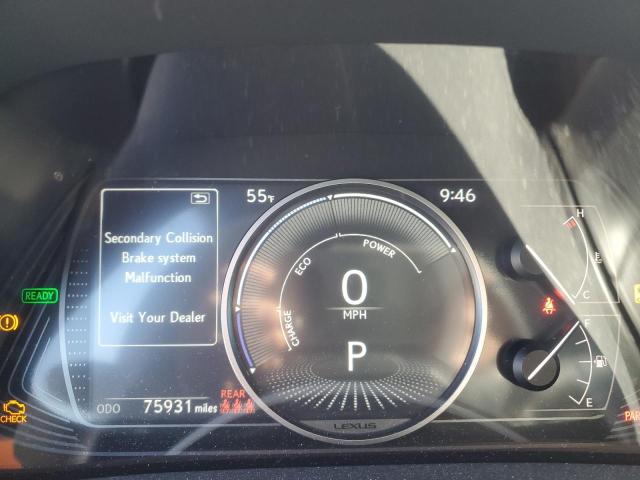 55°F
9:46
Secondary Collision
Brake system
Malfunction
Visit Your Dealer
ECO
POWER
CHARGE
0
MPH
P
H
C
F
E
READY
CHECK
ODO 75931 miles
REAR
LEXUS